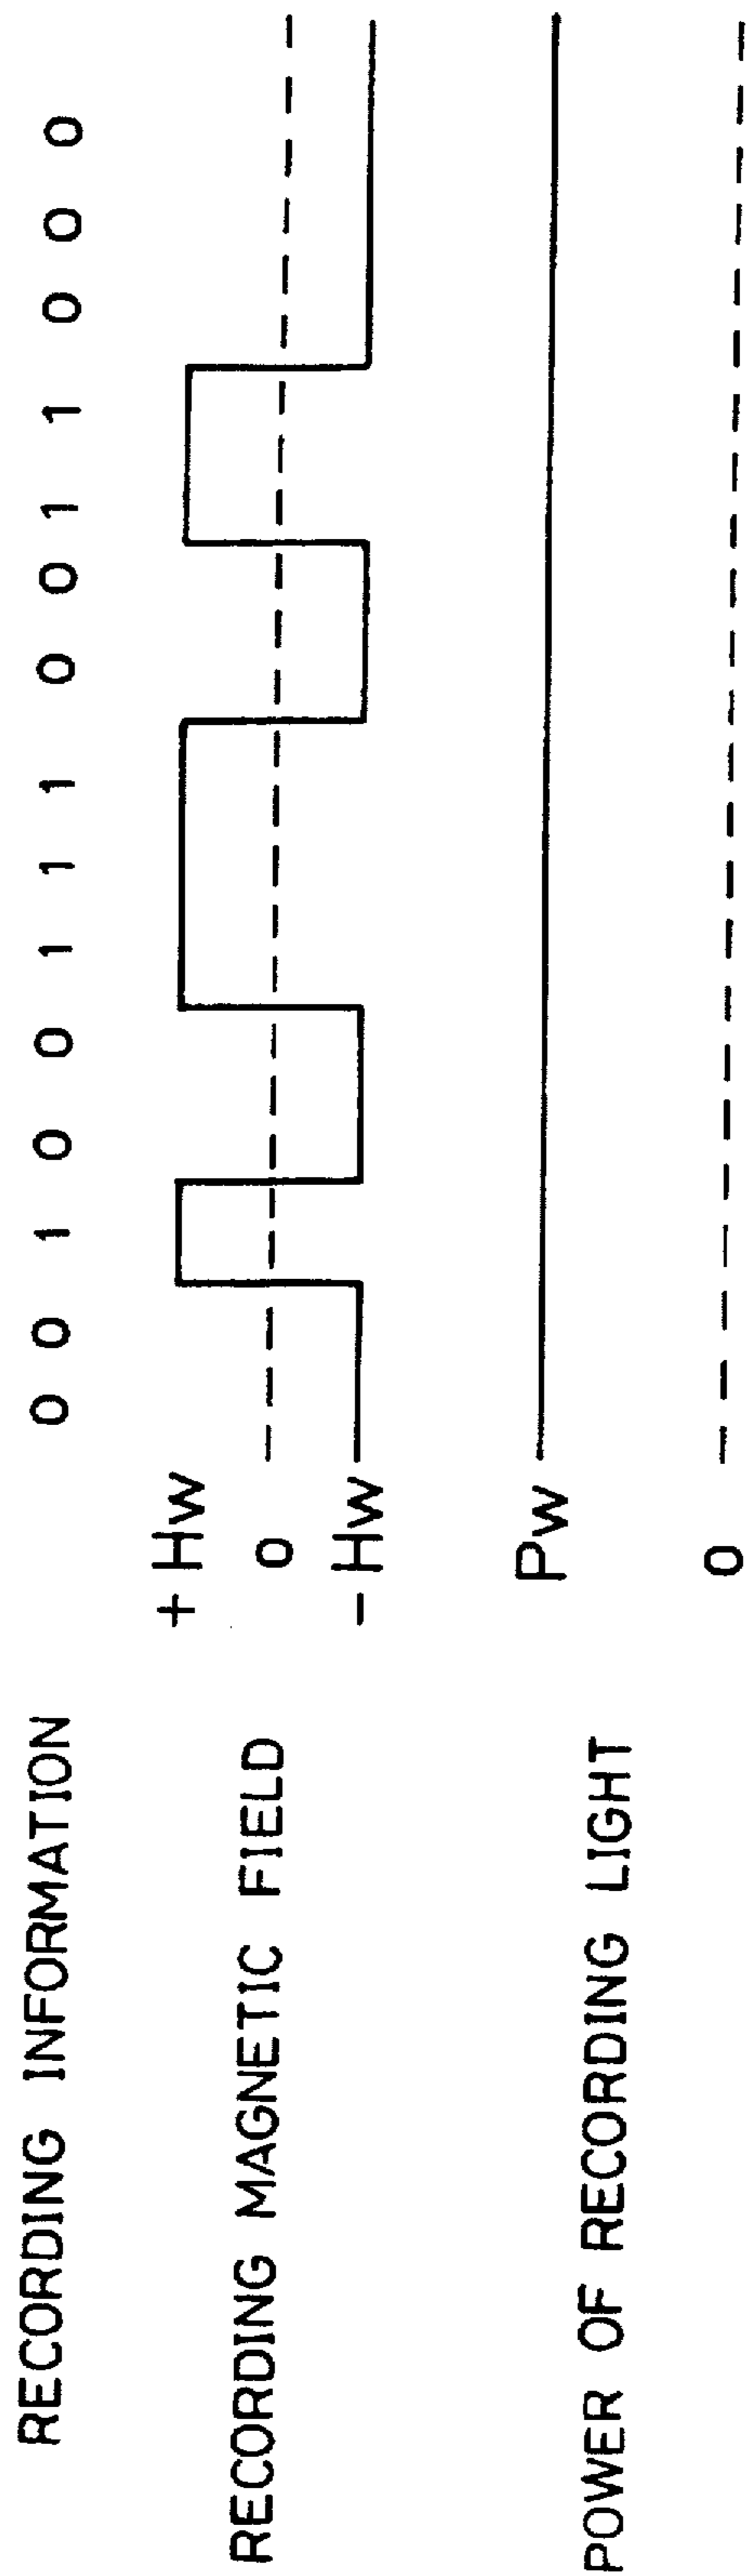 RECORDING INFORMATION 0 0 1 0 0 1 1 1 0 0 1 1 0 0 0
+ Hw
RECORDING MAGNETIC FIELD 0
- Hw
Pw
POWER OF RECORDING LIGHT
0